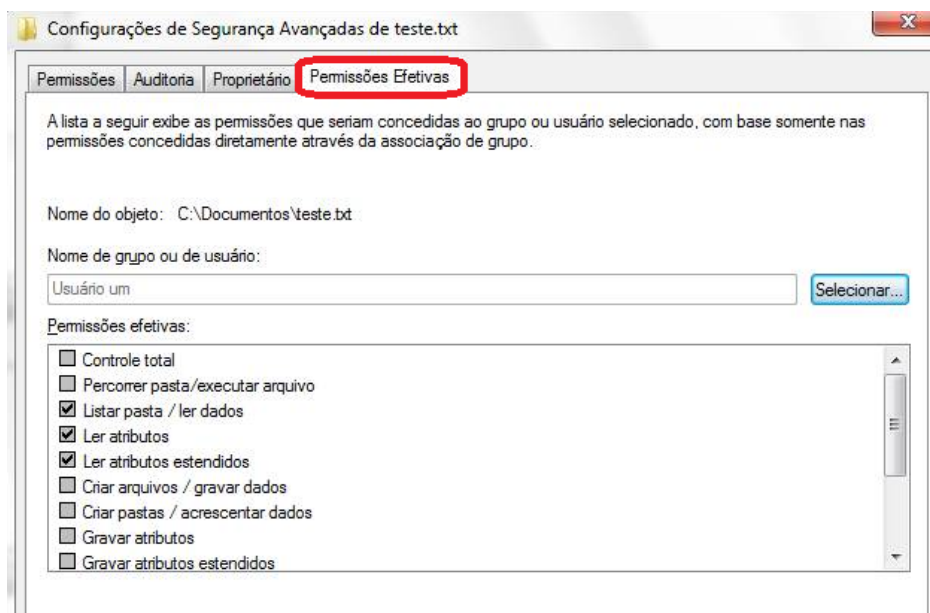 Configurações de Segurança Avançadas de teste.txt
Permissões Auditoria Proprietário Permissões Efetivas
A lista a seguir exibe as permissões que seriam concedidas ao grupo ou usuário selecionado, com base somente nas
permissões concedidas diretamente através da associação de grupo.
Nome do objeto: C:\Documentos\teste.txt
Nome de grupo ou de usuário:
Usuário um
Selecionar...
Permissões efetivas:
Controle total
Percorrer pasta/executar arquivo
Listar pasta / ler dados
Ler atributos
Ler atributos estendidos
Criar arquivos / gravar dados
Criar pastas / acrescentar dados
Gravar atributos
Gravar atributos estendidos